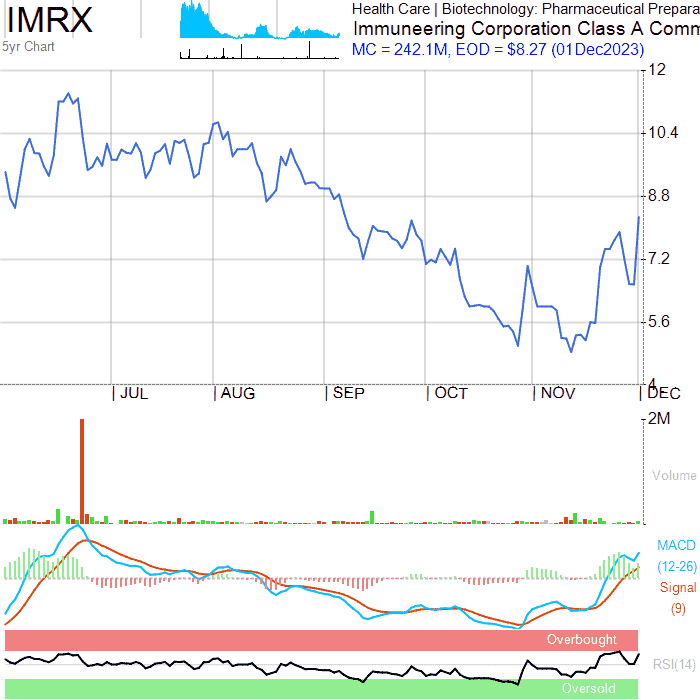 IMRX
5yr Chart
Health Care | Biotechnology: Pharmaceutical Prepara
Immuneering Corporation Class A Comm
MC = 242.1M, EOD = $8.27 (01Dec2023)
12
10.4
8.8
7.2
5.6
4
JUL
AUG
SEP
OCT
NOV
DEC
2M
Volume
MACD
(12-26)
Signal
(9)
Overbought
RSI(14)
Oversold